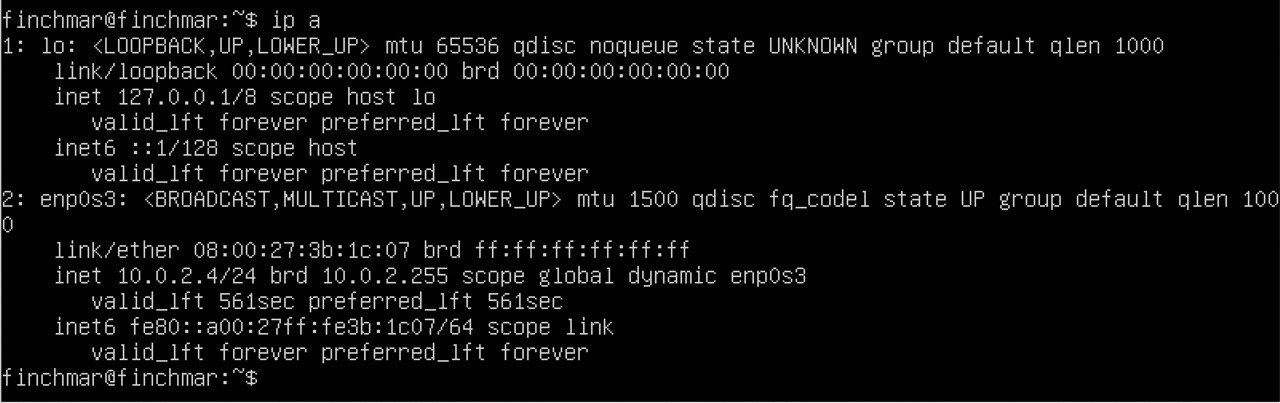 finchmar@finchmar:~$ ip a
1: lo: <LOOPBACK,UP,LOWER_UP> mtu 65536 qdisc noqueue state UNKNOWN group default qlen 1000
    link/loopback 00:00:00:00:00:00 brd 00:00:00:00:00:00
    inet 127.0.0.1/8 scope host lo
       valid_lft forever preferred_lft forever
    inet6 ::1/128 scope host
       valid_lft forever preferred_lft forever
2: enp0s3: <BROADCAST,MULTICAST,UP,LOWER_UP> mtu 1500 qdisc fq_codel state UP group default qlen 100
0
    link/ether 08:00:27:3b:1c:07 brd ff:ff:ff:ff:ff:ff
    inet 10.0.2.4/24 brd 10.0.2.255 scope global dynamic enp0s3
       valid_lft 561sec preferred_lft 561sec
    inet6 fe80::a00:27ff:fe3b:1c07/64 scope link
       valid_lft forever preferred_lft forever
finchmar@finchmar:~$